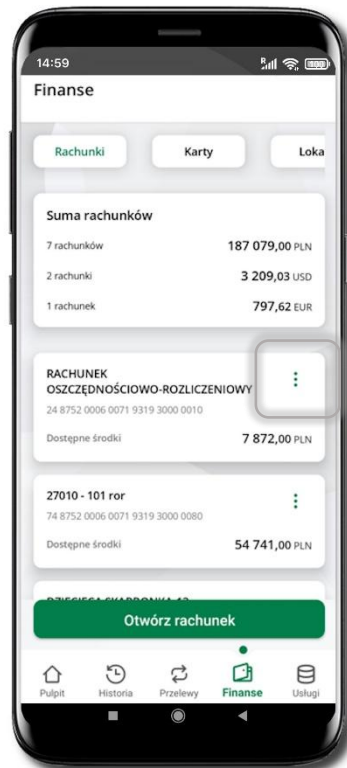 14:59
Finanse
Rachunki Karty Loka
Suma rachunków
7 rachunków 187 079,00 PLN
2 rachunki 3 209,03 USD
1 rachunek 797,62 EUR
RACHUNEK
OSZCZĘDNOŚCIOWO-ROZLICZENIOWY
24 8752 0006 0071 9319 3000 0010
Dostępne środki 7 872,00 PLN
27010 - 101 ror
74 8752 0006 0071 9319 3000 0080
Dostępne środki 54 741,00 PLN
Otwórz rachunek
Pulpit Historia Przelewy Finanse Usługi